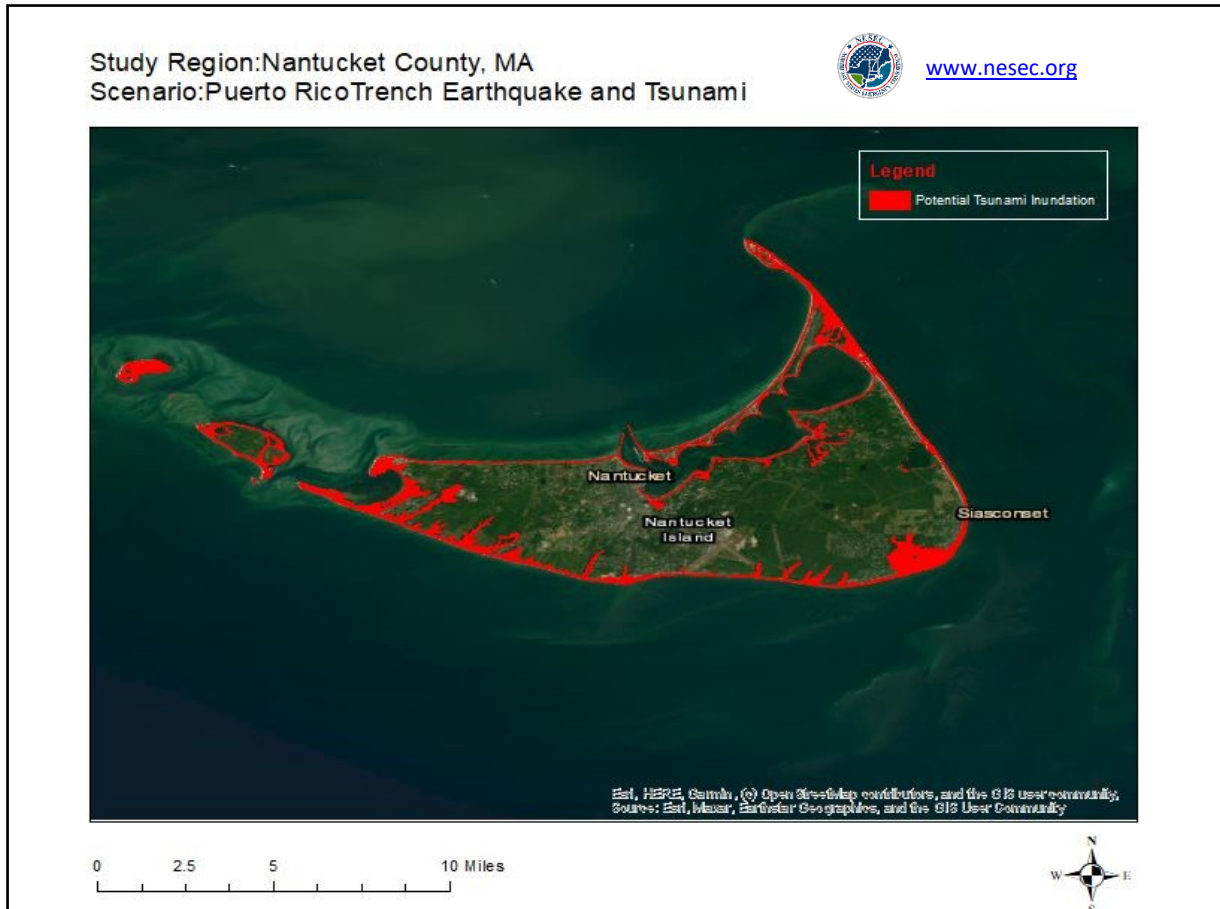 Study Region:Nantucket County, MA
Scenario:Puerto RicoTrench Earthquake and Tsunami
NESEC
www.nesec.org
Legend
Potential Tsunami Inundation
Nantucket
Nantucket
Island
Siasconset
Esri, HERE, Garmin, (c) OpenStreetMap contributors, and the GIS user community,
Source: Esri, Maxar, Earthstar Geographics, and the GIS User Community
0 2.5 5 10 Miles
N
W E
S